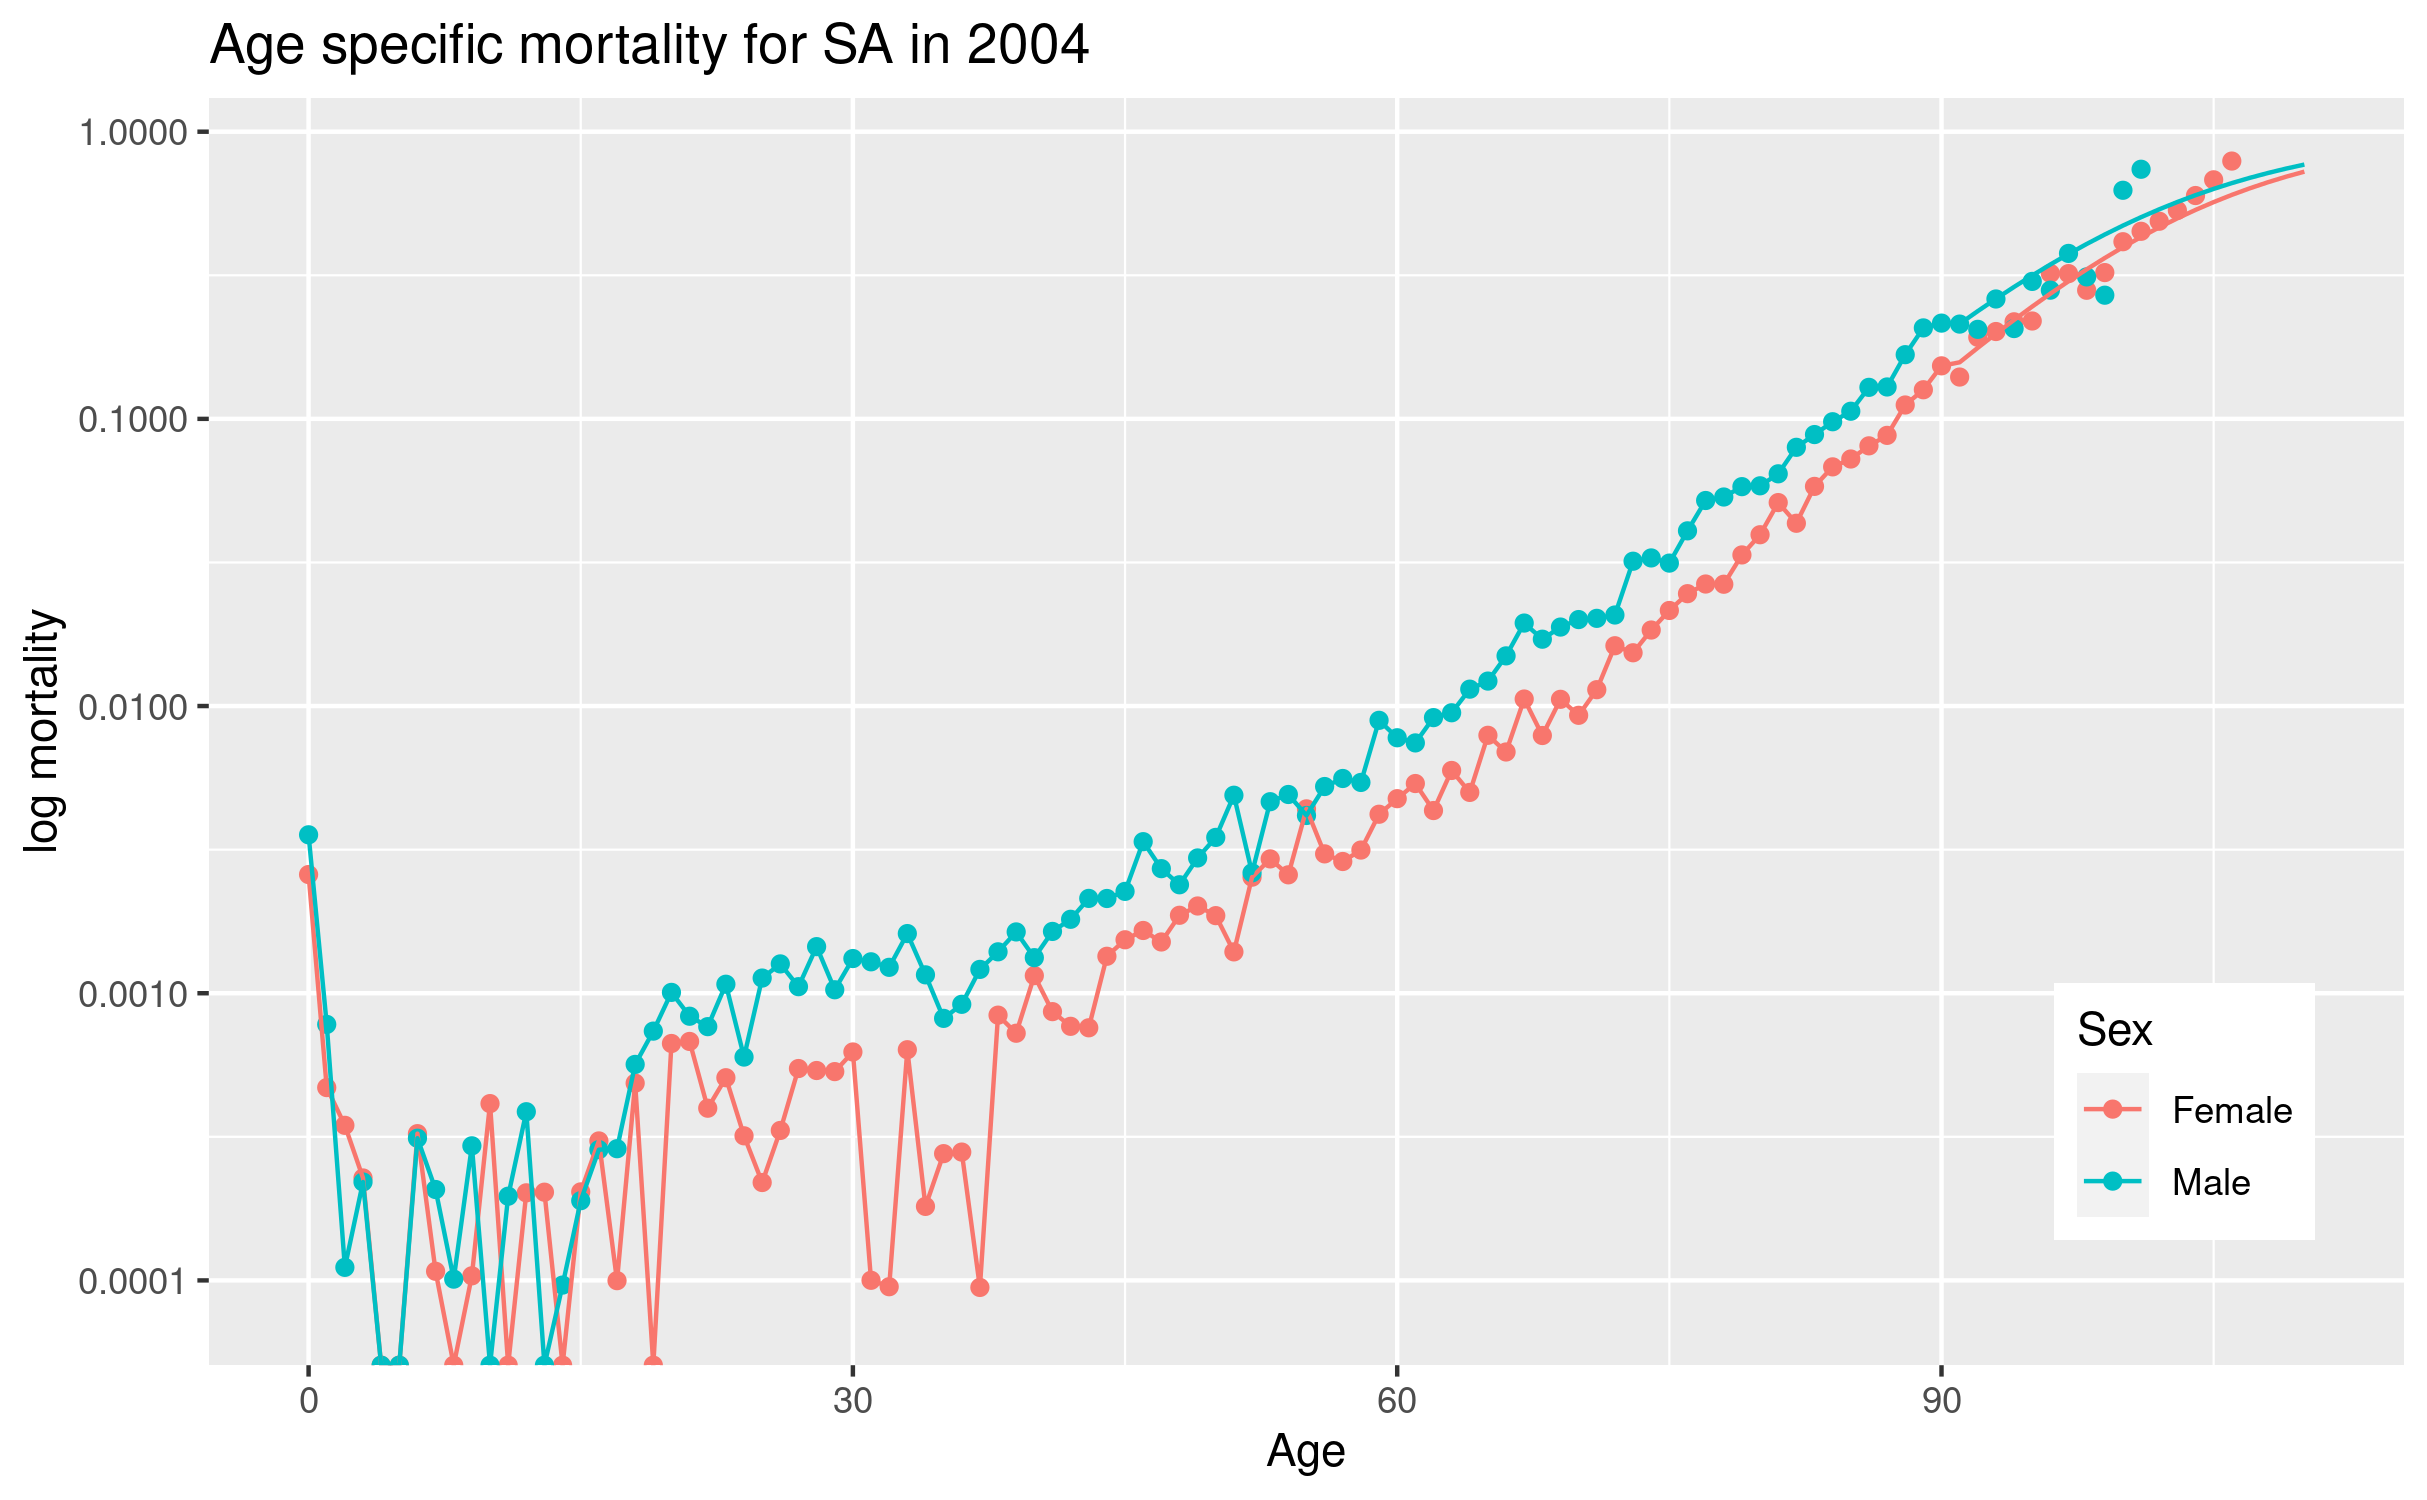 Age specific mortality for SA in 2004
1.0000
0.1000
0.0100
0.0010
0.0001
log mortality
0
30
60
90
Age
Sex
Female
Male